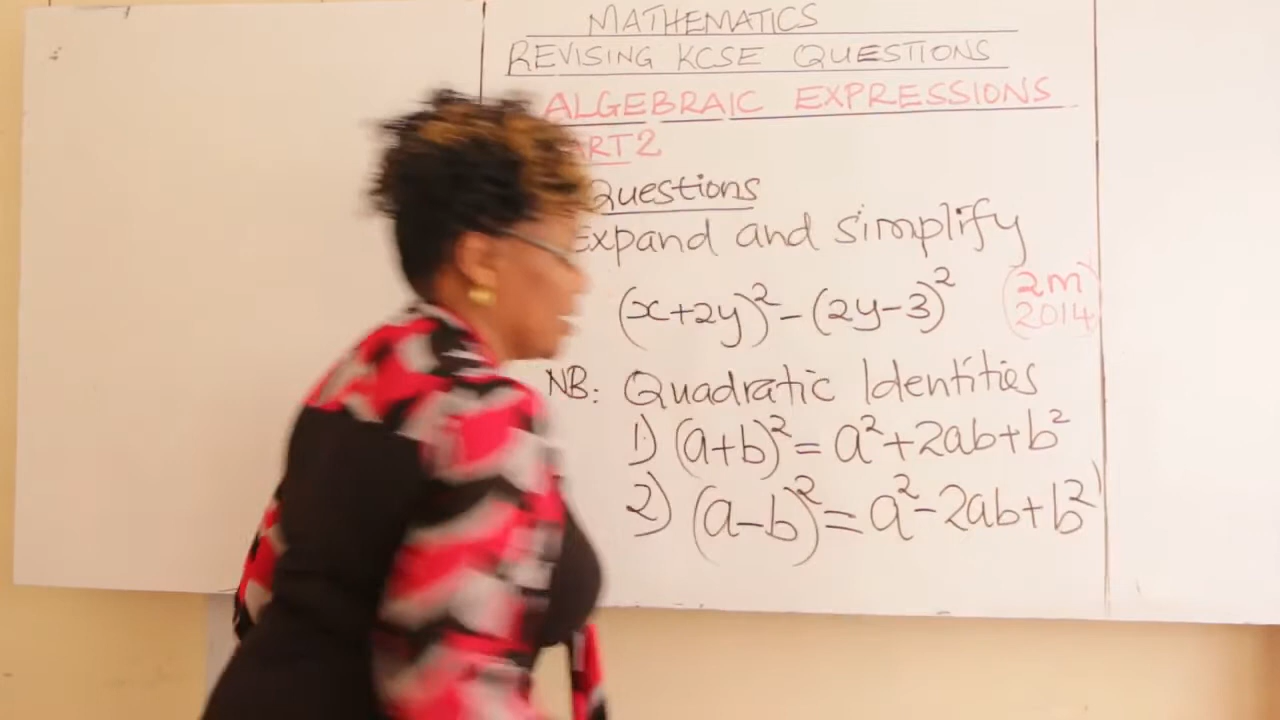 MATHEMATICS
REVISING KCSE QUESTIONS
ALGEBRAIC EXPRESSIONS
ART 2
Questions
Expand and simplify
(x+2y)²-(2y-3)² (2m
2014)
NB: Quadratic Identities
1) (a+b)² = a²+2ab+b²
2) (a-b)² = a²-2ab+b²